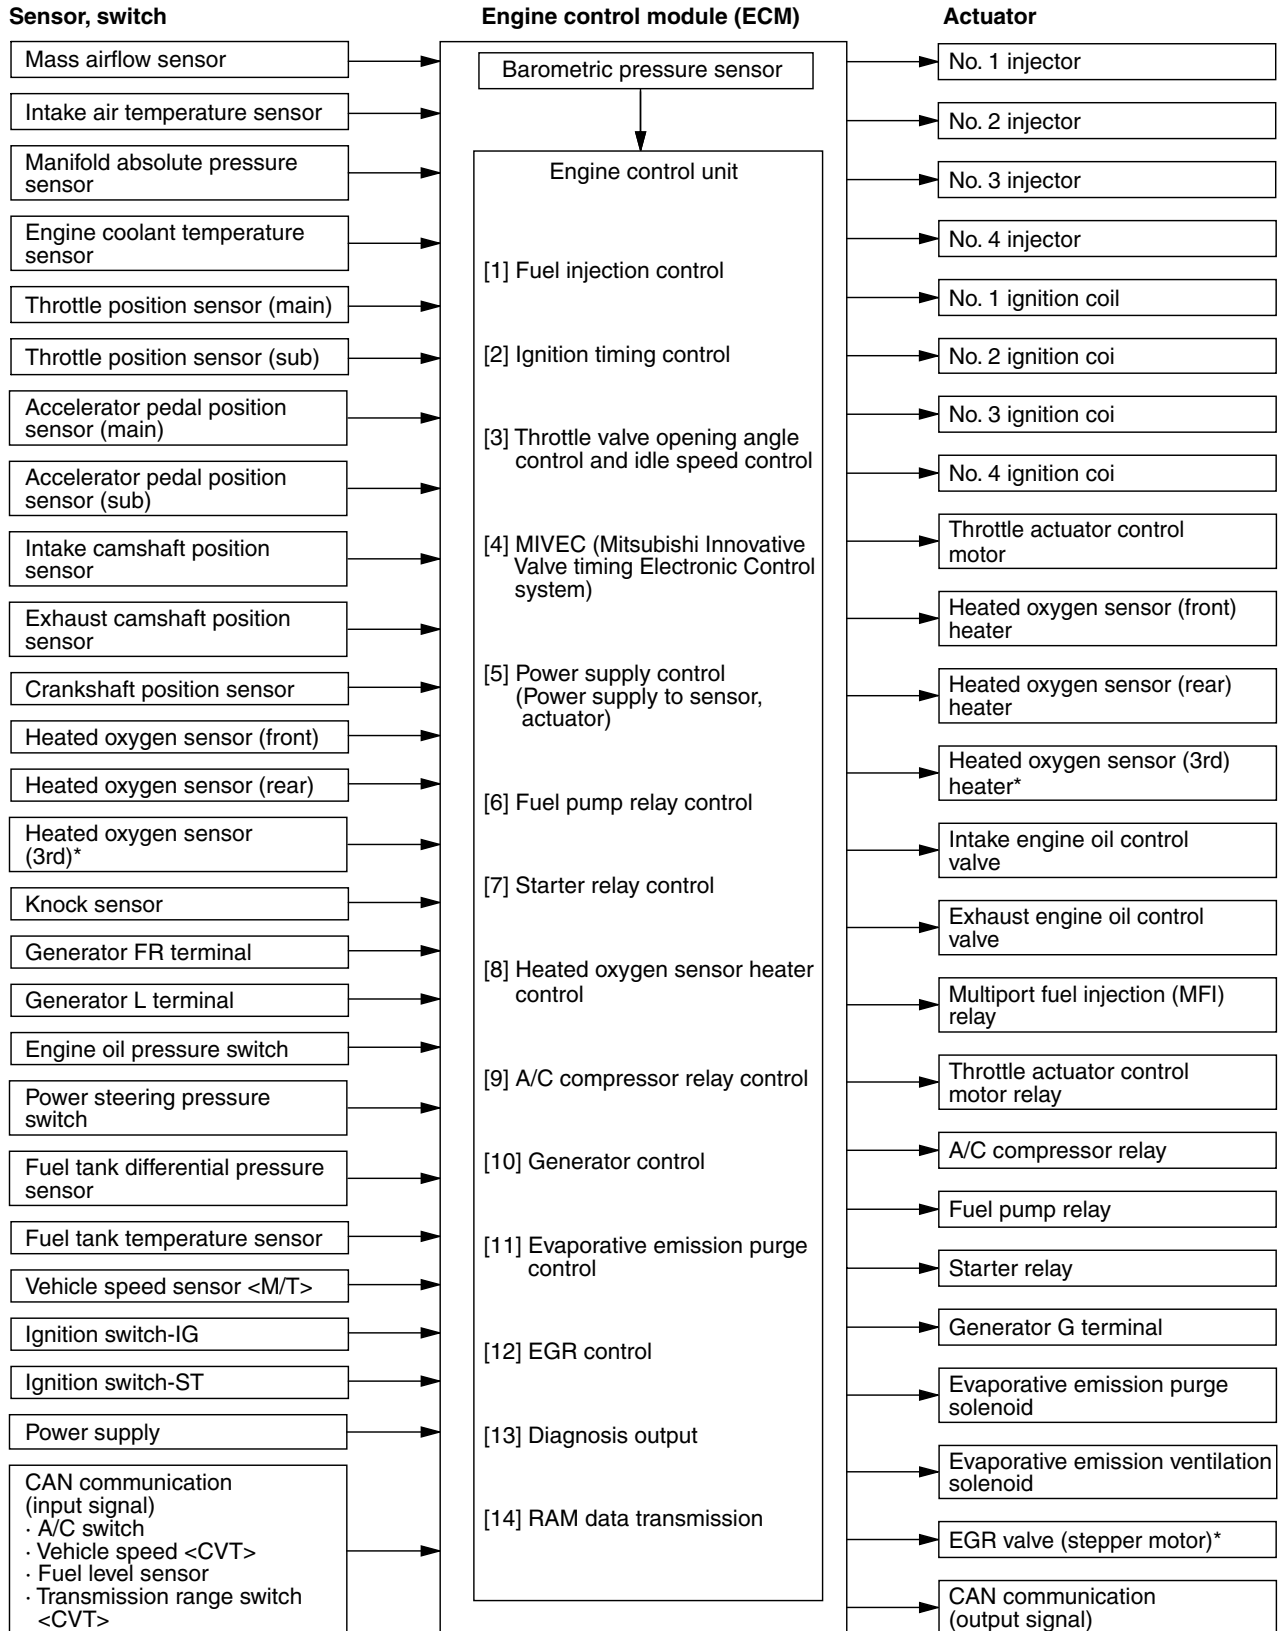 Sensor, switch
Mass airflow sensor
Intake air temperature sensor
Manifold absolute pressure
sensor
Engine coolant temperature
sensor
Throttle position sensor (main)
Throttle position sensor (sub)
Accelerator pedal position
sensor (main)
Accelerator pedal position
sensor (sub)
Intake camshaft position
sensor
Exhaust camshaft position
sensor
Crankshaft position sensor
Heated oxygen sensor (front)
Heated oxygen sensor (rear)
Heated oxygen sensor
(3rd)*
Knock sensor
Generator FR terminal
Generator L terminal
Engine oil pressure switch
Power steering pressure
switch
Fuel tank differential pressure
sensor
Fuel tank temperature sensor
Vehicle speed sensor <M/T>
Ignition switch-IG
Ignition switch-ST
Power supply
CAN communication
(input signal)
· A/C switch
· Vehicle speed <CVT>
· Fuel level sensor
· Transmission range switch
<CVT>
Engine control module (ECM)
Barometric pressure sensor
Engine control unit
[1] Fuel injection control
[2] Ignition timing control
[3] Throttle valve opening angle
control and idle speed control
[4] MIVEC (Mitsubishi Innovative
Valve timing Electronic Control
system)
[5] Power supply control
(Power supply to sensor,
actuator)
[6] Fuel pump relay control
[7] Starter relay control
[8] Heated oxygen sensor heater
control
[9] A/C compressor relay control
[10] Generator control
[11] Evaporative emission purge
control
[12] EGR control
[13] Diagnosis output
[14] RAM data transmission
Actuator
No. 1 injector
No. 2 injector
No. 3 injector
No. 4 injector
No. 1 ignition coil
No. 2 ignition coi
No. 3 ignition coi
No. 4 ignition coi
Throttle actuator control
motor
Heated oxygen sensor (front)
heater
Heated oxygen sensor (rear)
heater
Heated oxygen sensor (3rd)
heater*
Intake engine oil control
valve
Exhaust engine oil control
valve
Multiport fuel injection (MFI)
relay
Throttle actuator control
motor relay
A/C compressor relay
Fuel pump relay
Starter relay
Generator G terminal
Evaporative emission purge
solenoid
Evaporative emission ventilation
solenoid
EGR valve (stepper motor)*
CAN communication
(output signal)